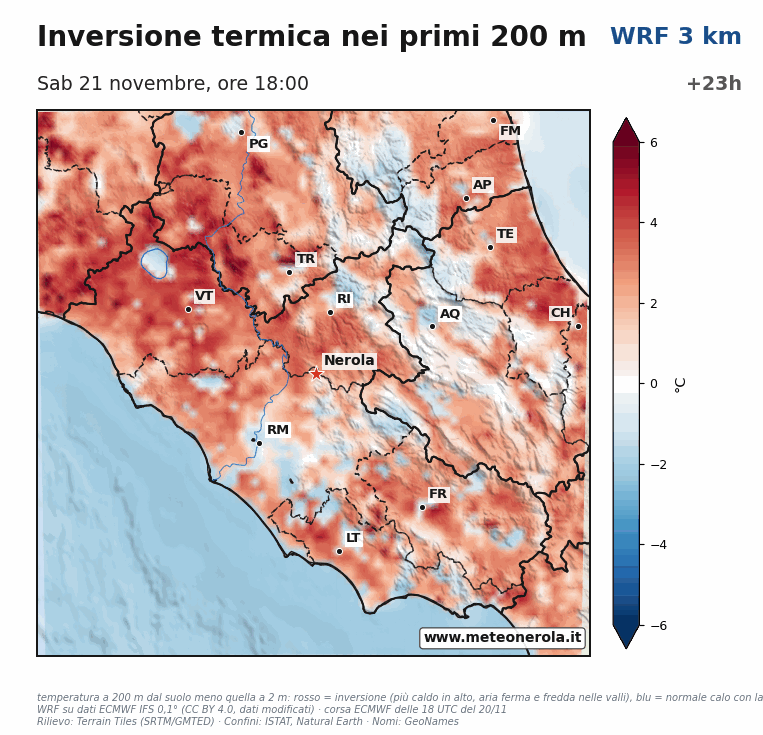 Inversione termica nei primi 200 m
WRF 3 km
Sab 21 novembre, ore 18:00
+23h
PG
FM
AP
TE
TR
VT
RI
AQ
CH
Nerola
RM
FR
LT
www.meteonerola.it
6
4
2
0
−2
−4
−6
°C
temperatura a 200 m dal suolo meno quella a 2 m: rosso = inversione (più caldo in alto, aria ferma e fredda nelle valli), blu = normale calo con la
WRF su dati ECMWF IFS 0,1° (CC BY 4.0, dati modificati) · corsa ECMWF delle 18 UTC del 20/11
Rilievo: Terrain Tiles (SRTM/GMTED) · Confini: ISTAT, Natural Earth · Nomi: GeoNames